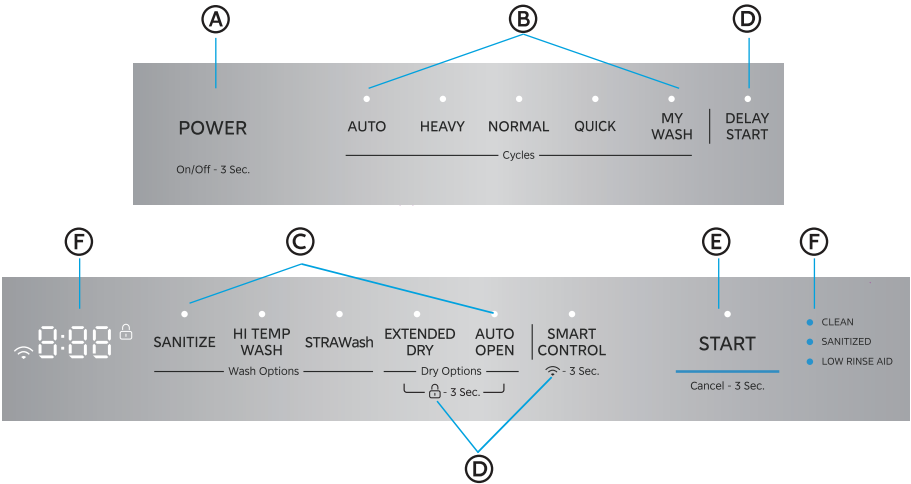 A
B
D
POWER
On/Off - 3 Sec.
AUTO
HEAVY
NORMAL
QUICK
MY
WASH
DELAY
START
Cycles
F
C
E
F
8:88
SANITIZE
HI TEMP
WASH
STRAWash
EXTENDED
DRY
AUTO
OPEN
SMART
CONTROL
Wash Options
Dry Options
- 3 Sec.
- 3 Sec.
START
Cancel - 3 Sec.
CLEAN
SANITIZED
LOW RINSE AID
D